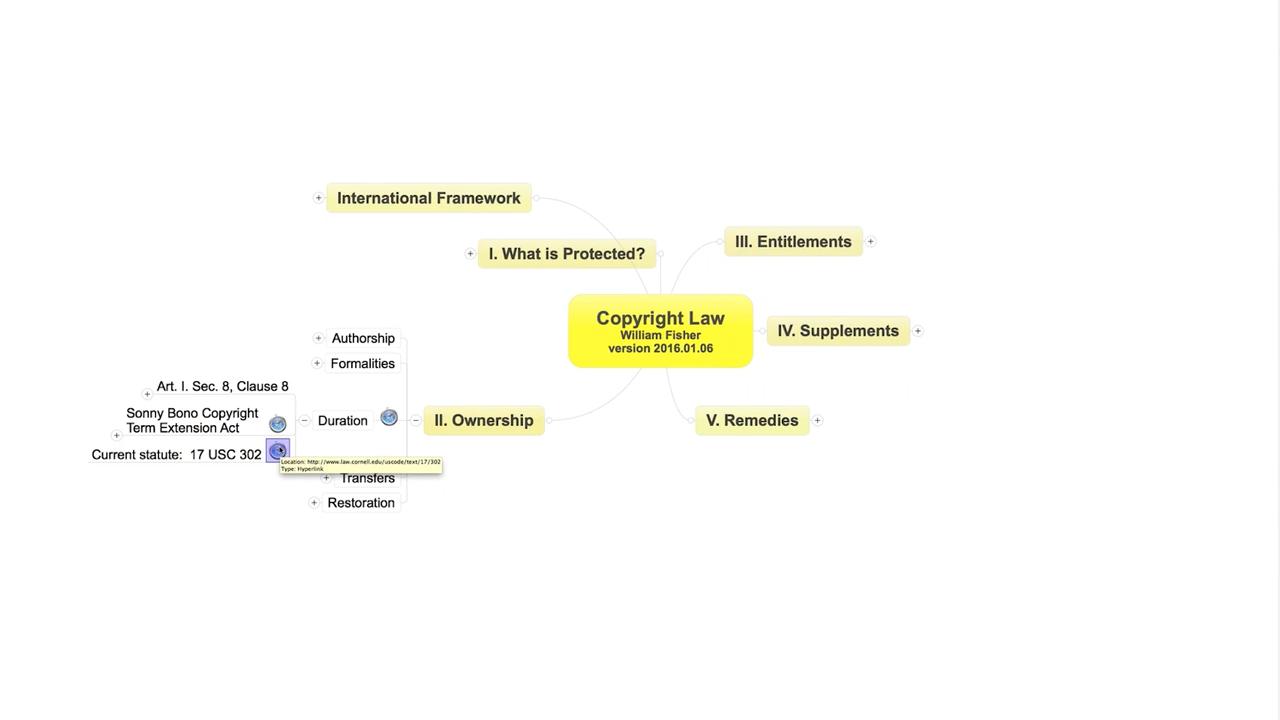 International Framework
I. What is Protected?
III. Entitlements
Copyright Law
William Fisher
version 2016.01.06
IV. Supplements
Authorship
Formalities
Art. I. Sec. 8, Clause 8
Sonny Bono Copyright
Term Extension Act
Duration
II. Ownership
V. Remedies
Current statute:  17 USC 302
Location: http://www.law.cornell.edu/uscode/text/17/302
Type: Hyperlink
Transfers
Restoration